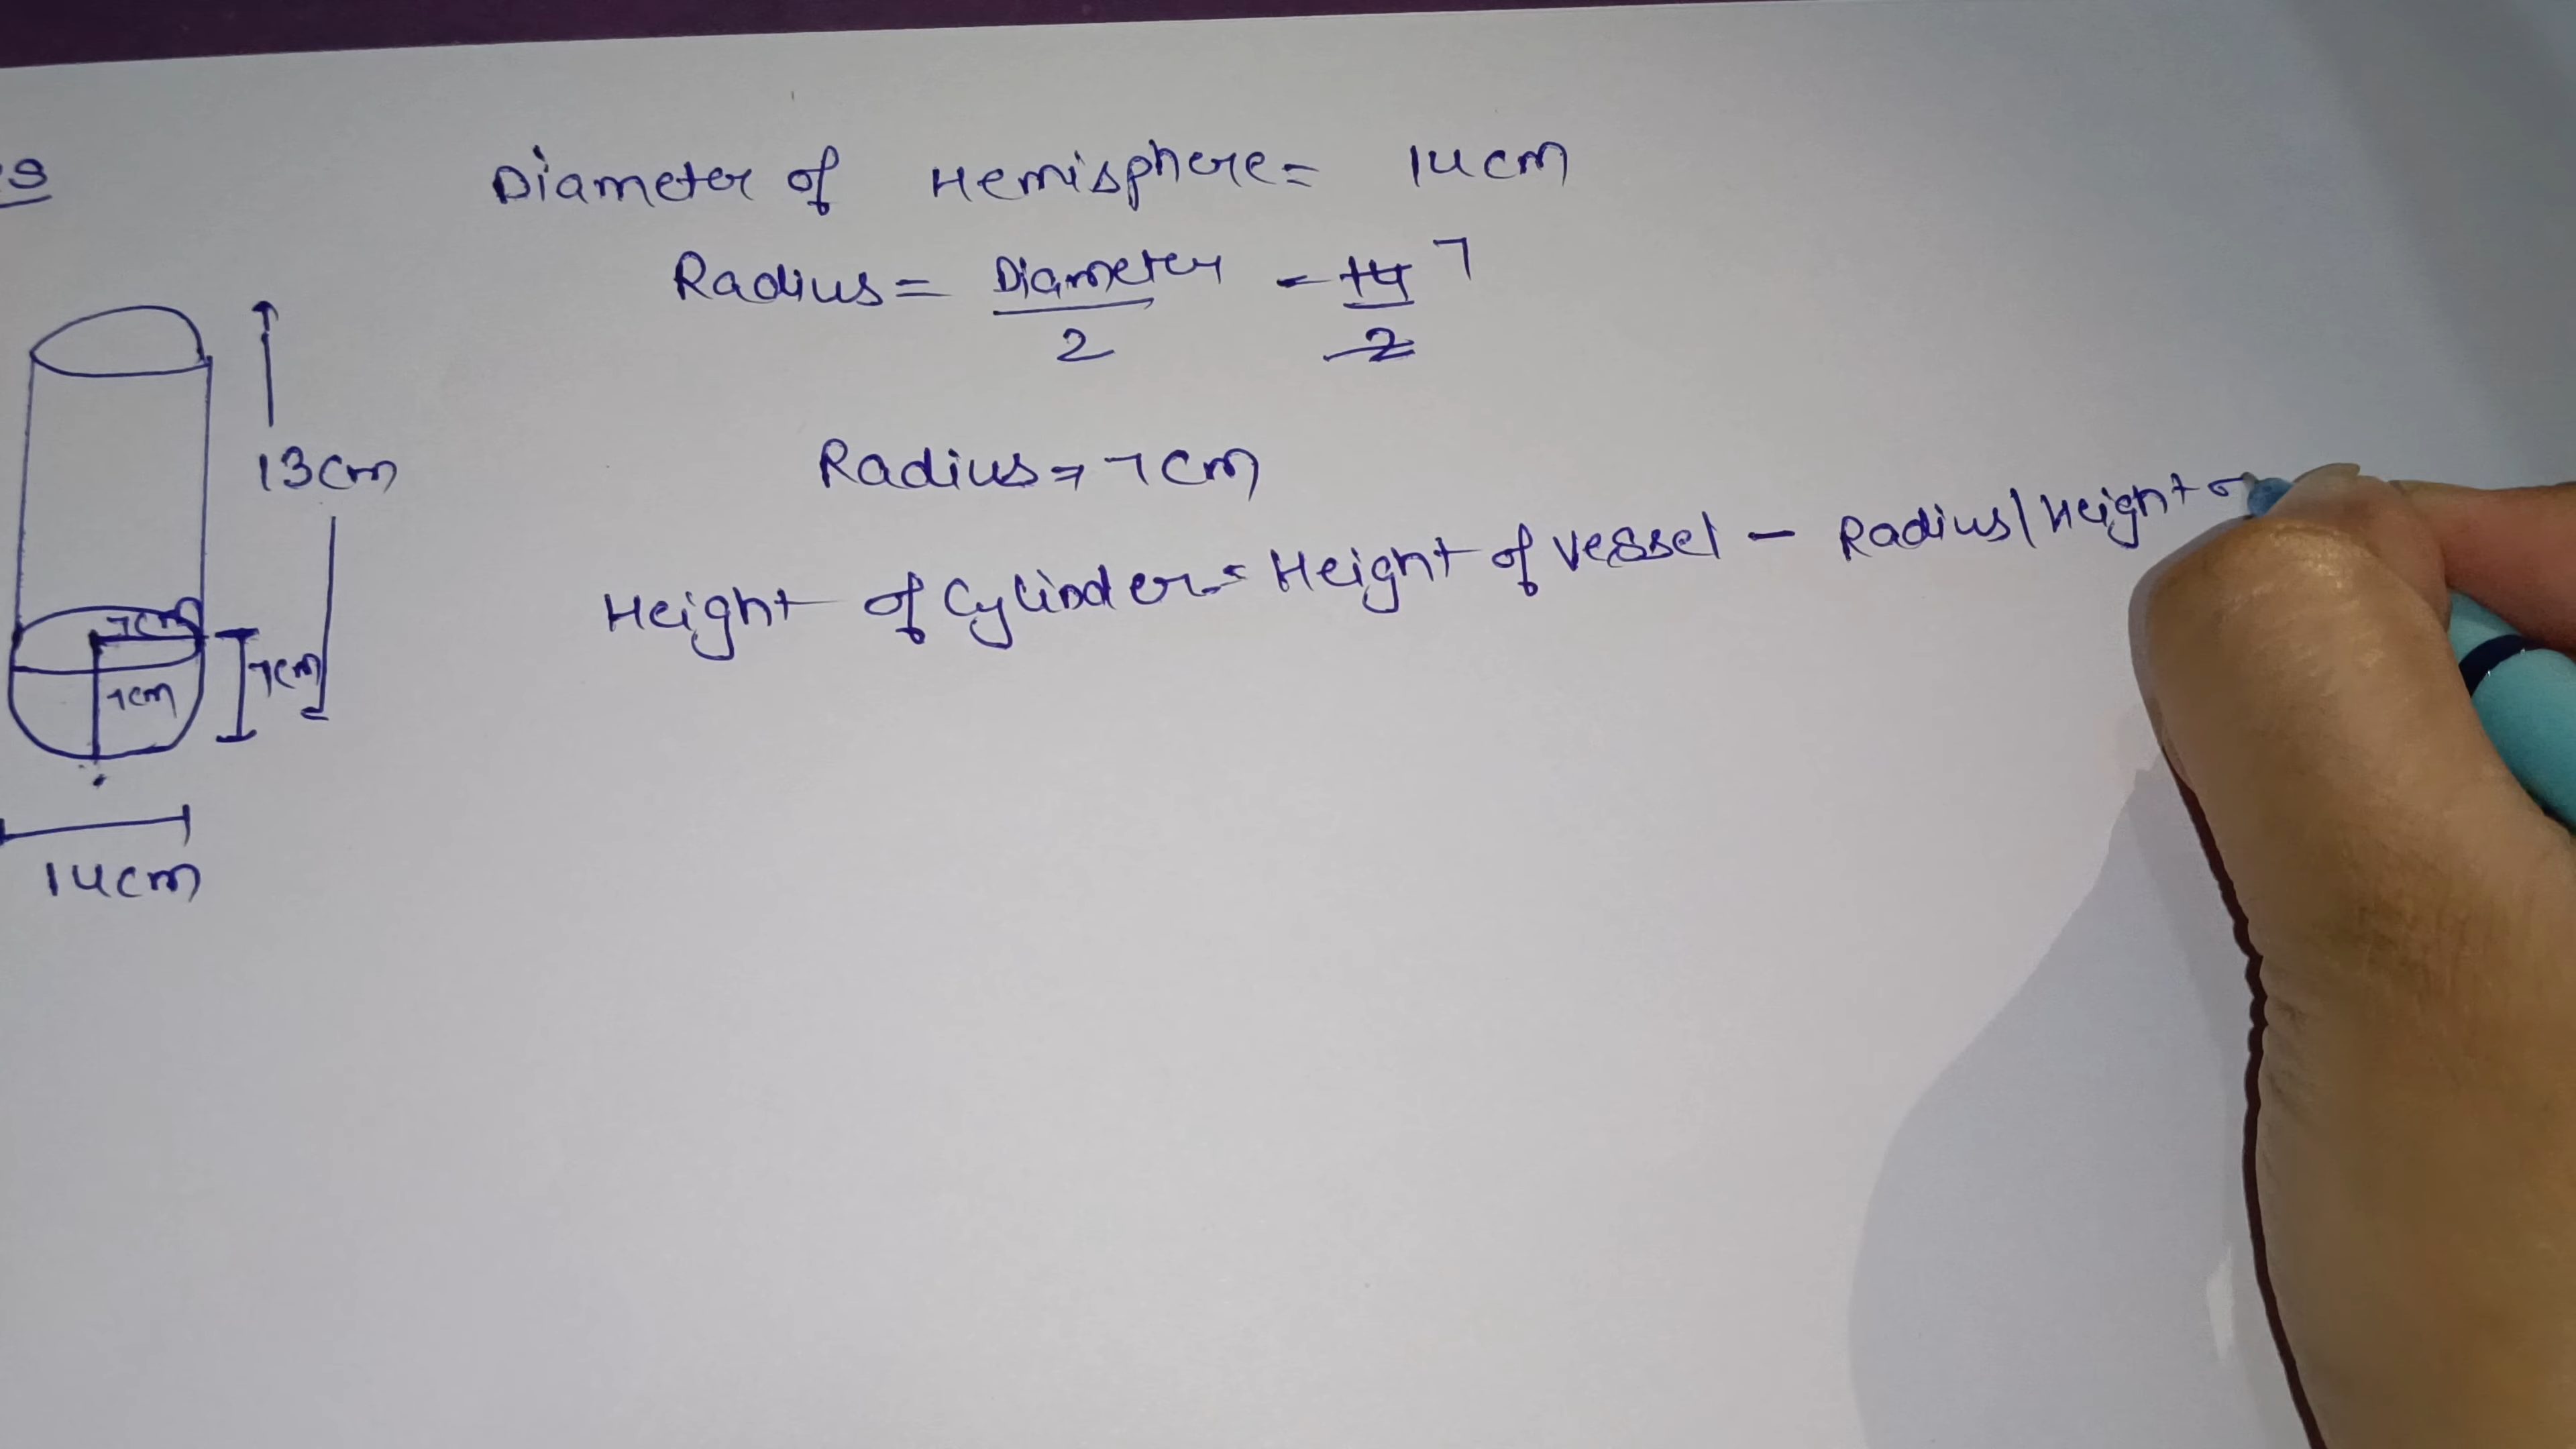 Diameter of Hemisphere = 14cm
Radius = Diameter/2 = 14/2 7
Radius = 7cm
Height of Cylinder = Height of vessel - Radius/Height
13cm
7cm
7cm
7cm
14cm